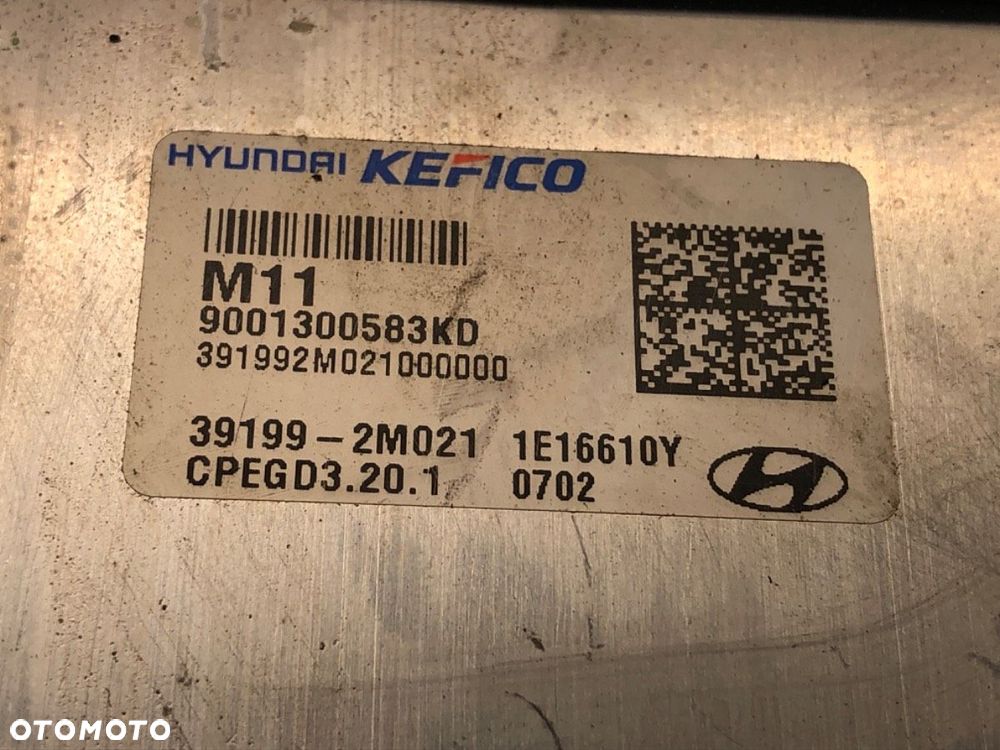 HYUNDAI KEFICO
M11
9001300583KD
391992M021000000
39199-2M021 1E16610Y
CPEGD3.20.1 0702
OTOMOTO